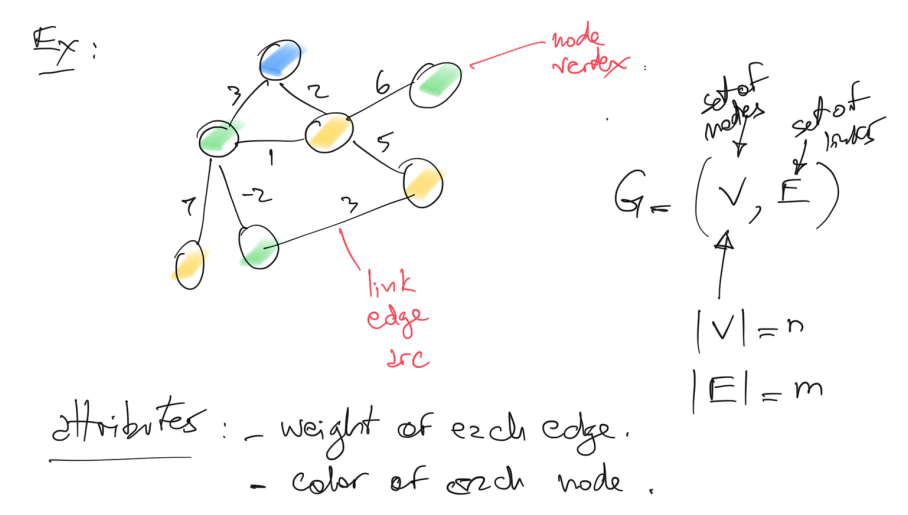 Ex:
node
vertex
set of
nodes
set of
links
G = (V, E)
3
2
6
1
5
7
-2
3
link
edge
arc
|V| = n
|E| = m
attributes : - weight of each edge.
- color of each node.